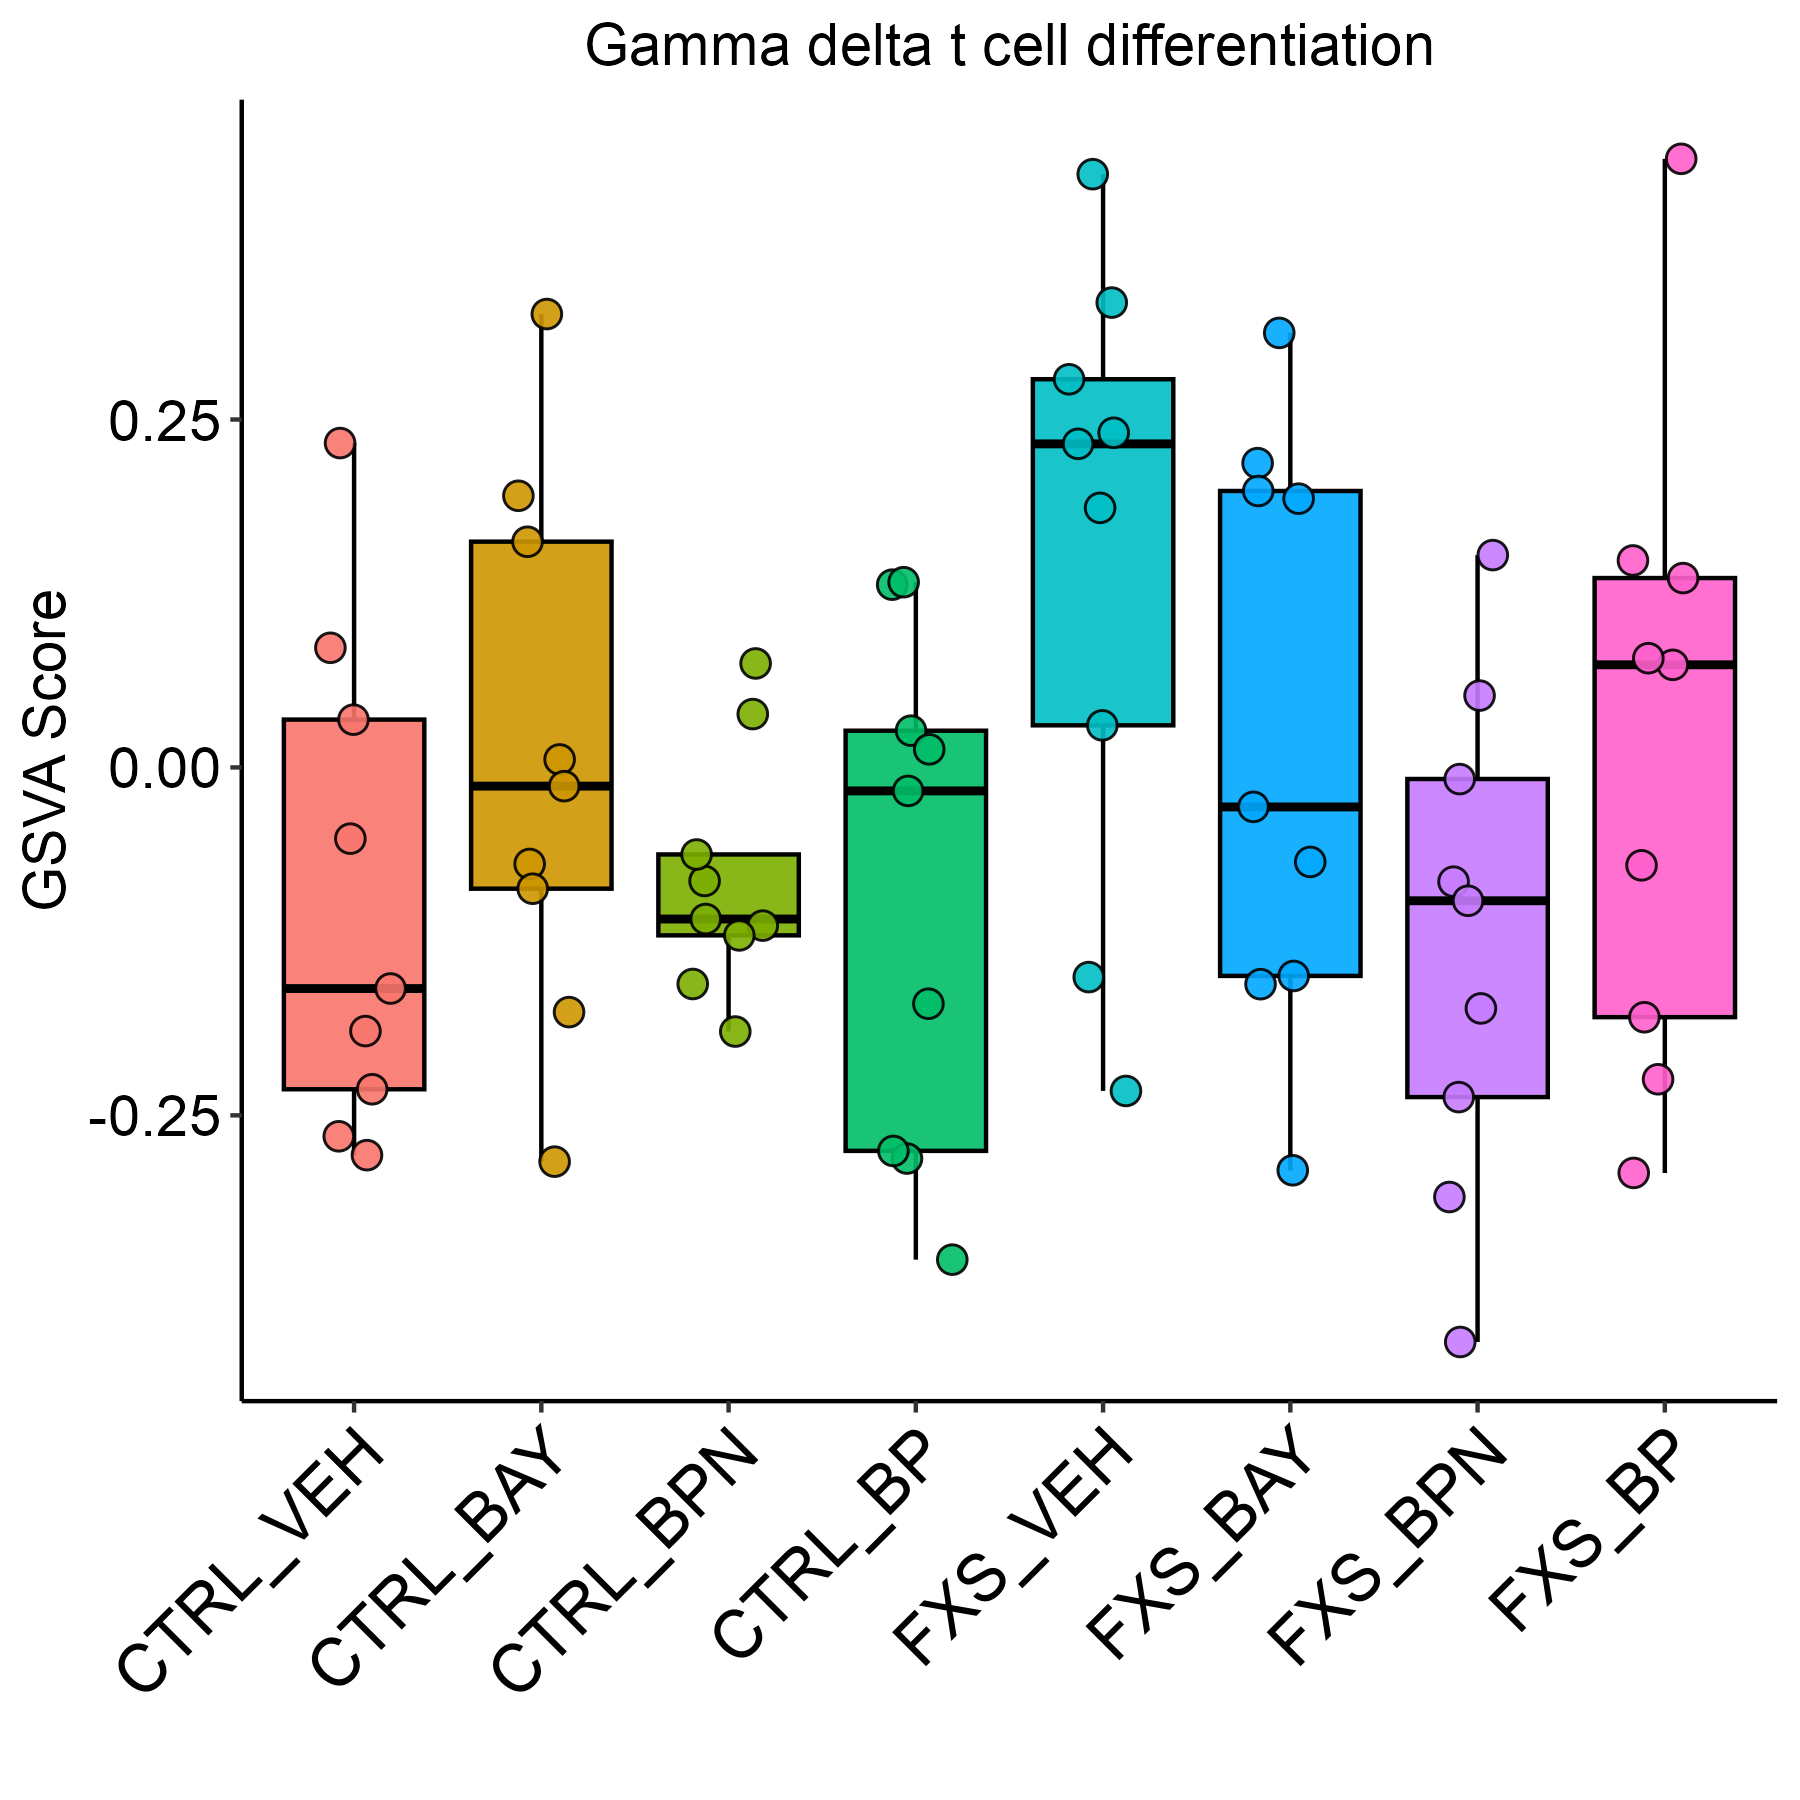 Gamma delta t cell differentiation
GSVA Score
0.25
0.00
-0.25
CTRL_VEH
CTRL_BAY
CTRL_BPN
CTRL_BP
FXS_VEH
FXS_BAY
FXS_BPN
FXS_BP